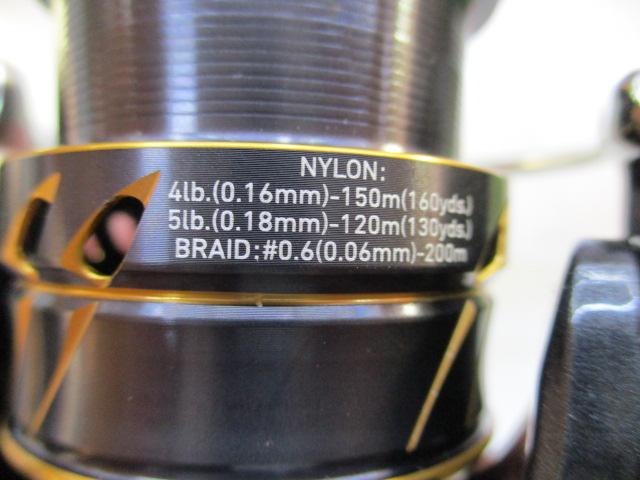 NYLON:
4lb.(0.16mm)-150m(160yds.)
5lb.(0.18mm)-120m(130yds.)
BRAID:#0.6(0.06mm)-200m